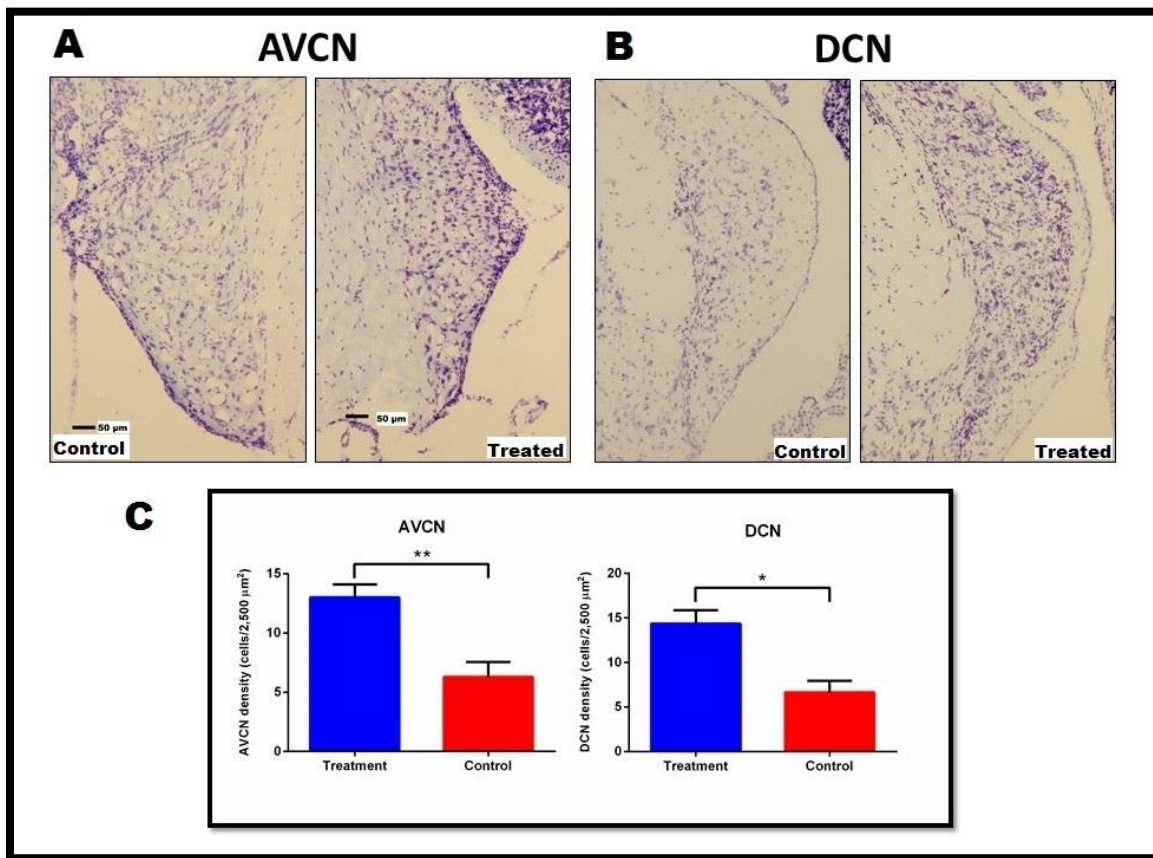 A
AVCN
B
DCN
50 µm
Control
50 µm
Treated
Control
Treated
C
AVCN
**
AVCN density (cells/2,500 µm²)
15
10
5
0
Treatment
Control
DCN
*
DCN density (cells/2,500 µm²)
20
15
10
5
0
Treatment
Control